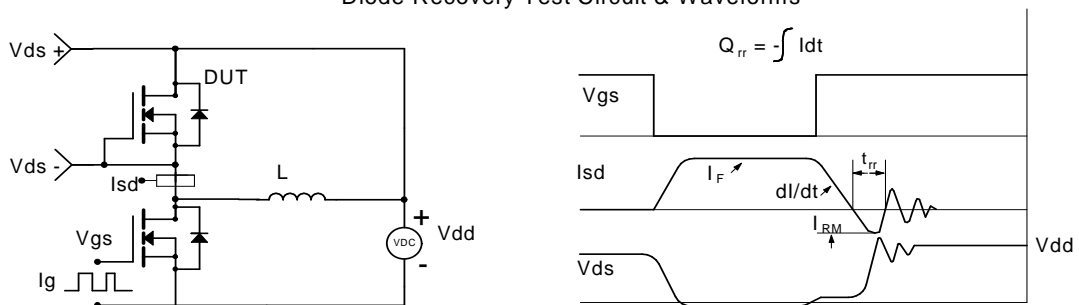 Diode Recovery Test Circuit & Waveforms
Vds +
DUT
Vds -
Isd
L
Vgs
Ig
+
VDC
-
Vdd
Q rr = - ∫ Idt
Vgs
Isd
I F
dI/dt
t rr
I RM
Vdd
Vds